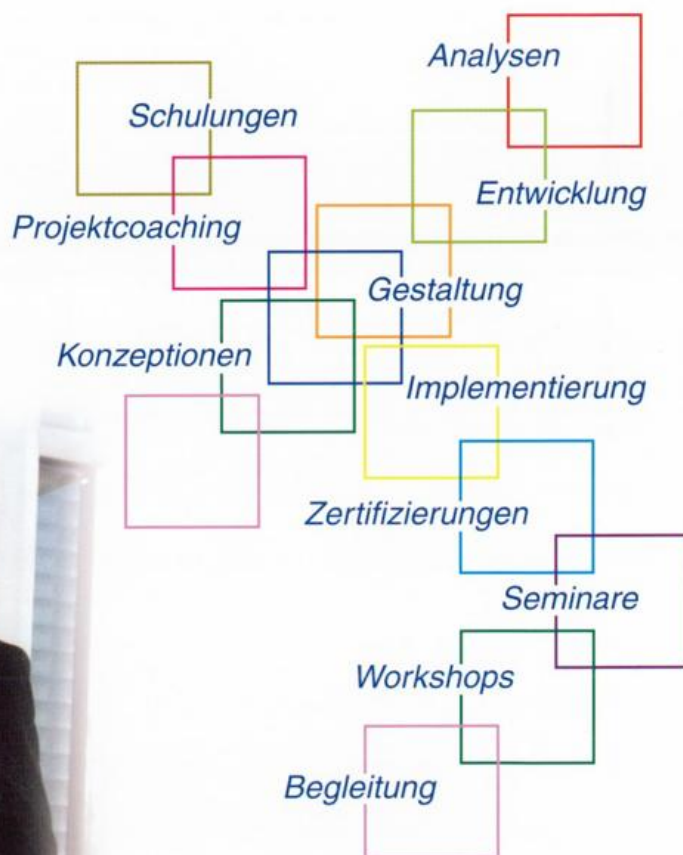 Analysen
Schulungen
Entwicklung
Projektcoaching
Gestaltung
Konzeptionen
Implementierung
Zertifizierungen
Seminare
Workshops
Begleitung